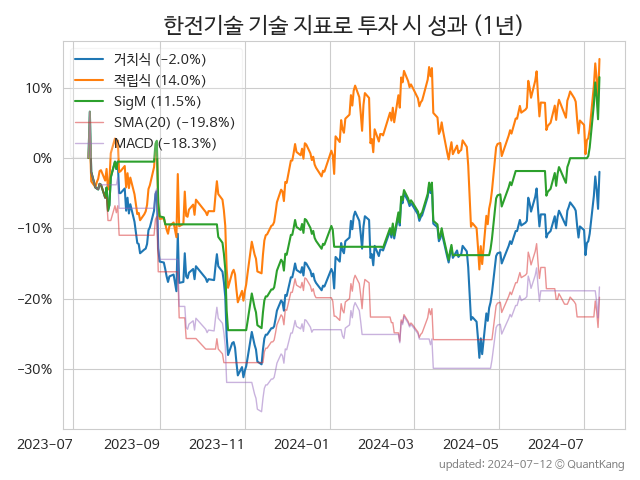 한전기술 기술 지표로 투자 시 성과 (1년)
거치식 (−2.0%)
적립식 (14.0%)
SigM (11.5%)
SMA(20) (−19.8%)
MACD (−18.3%)
10%
0%
−10%
−20%
−30%
2023−07 2023−09 2023−11 2024−01 2024−03 2024−05 2024−07
updated: 2024-07-12 © QuantKang